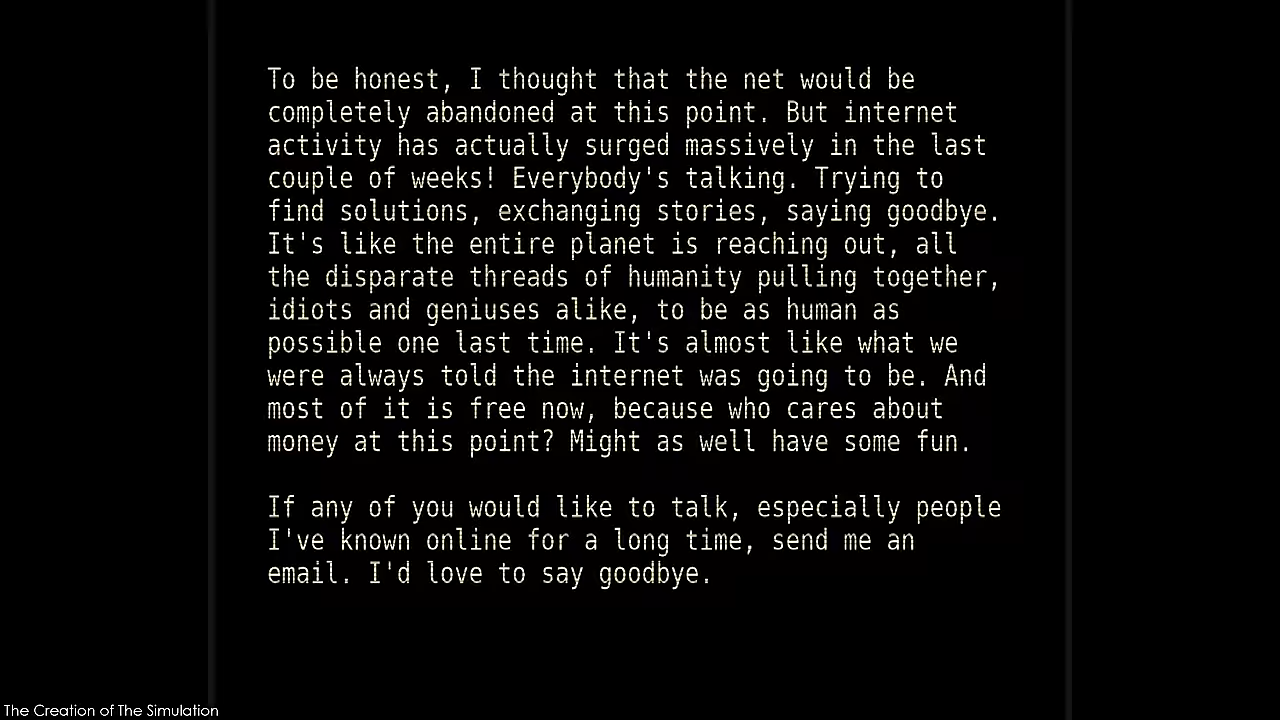 To be honest, I thought that the net would be
completely abandoned at this point. But internet
activity has actually surged massively in the last
couple of weeks! Everybody's talking. Trying to
find solutions, exchanging stories, saying goodbye.
It's like the entire planet is reaching out, all
the disparate threads of humanity pulling together,
idiots and geniuses alike, to be as human as
possible one last time. It's almost like what we
were always told the internet was going to be. And
most of it is free now, because who cares about
money at this point? Might as well have some fun.
If any of you would like to talk, especially people
I've known online for a long time, send me an
email. I'd love to say goodbye.
The Creation of The Simulation